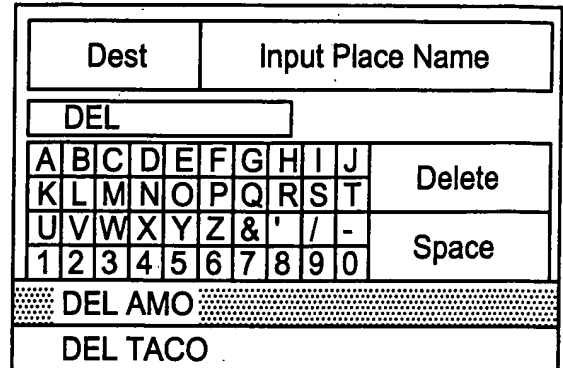 Dest Input Place Name
DEL
A B C D E F G H I J
K L M N O P Q R S T
Delete
U V W X Y Z & ' / -
1 2 3 4 5 6 7 8 9 0
Space
DEL AMO
DEL TACO